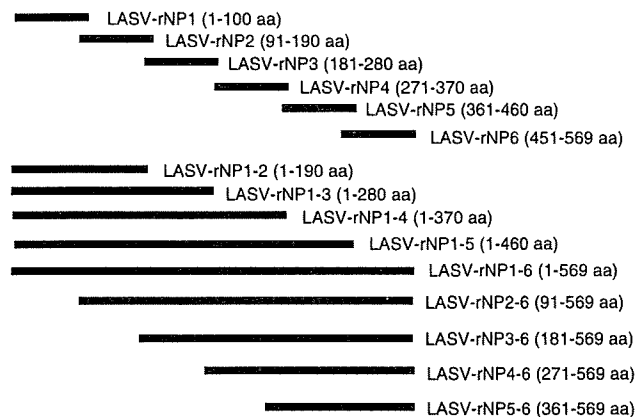 LASV-rNP1 (1-100 aa)
LASV-rNP2 (91-190 aa)
LASV-rNP3 (181-280 aa)
LASV-rNP4 (271-370 aa)
LASV-rNP5 (361-460 aa)
LASV-rNP6 (451-569 aa)
LASV-rNP1-2 (1-190 aa)
LASV-rNP1-3 (1-280 aa)
LASV-rNP1-4 (1-370 aa)
LASV-rNP1-5 (1-460 aa)
LASV-rNP1-6 (1-569 aa)
LASV-rNP2-6 (91-569 aa)
LASV-rNP3-6 (181-569 aa)
LASV-rNP4-6 (271-569 aa)
LASV-rNP5-6 (361-569 aa)